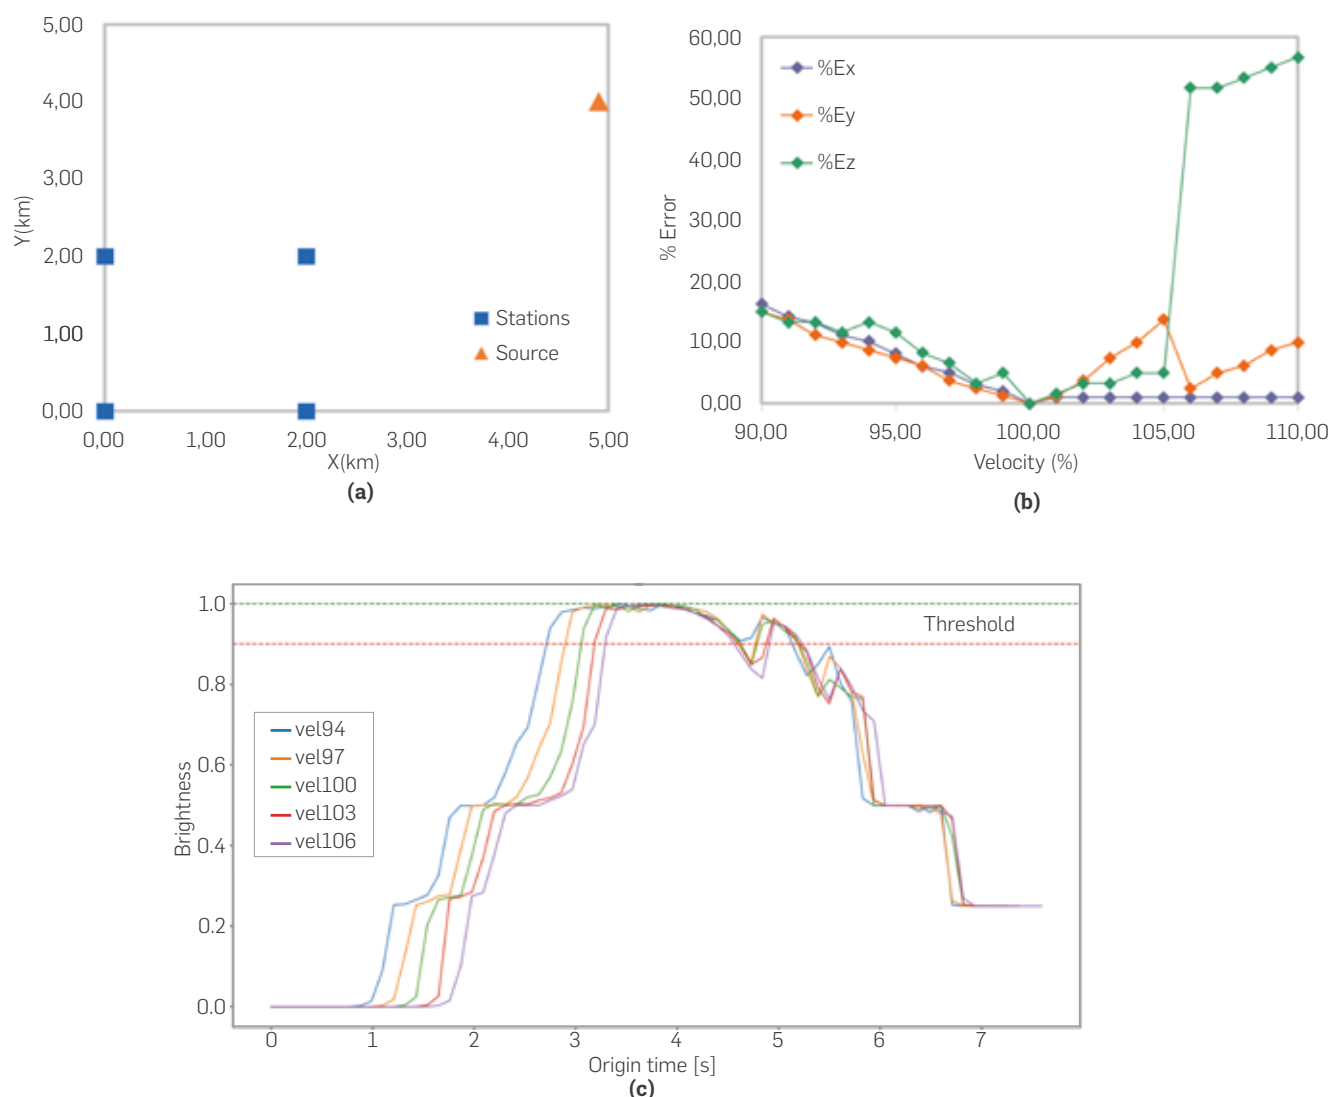 5,00
4,00
3,00
2,00
1,00
0,00
Y(km)
0,00 1,00 2,00 3,00 4,00 5,00
X(km)
Stations
Source
(a)
60,00
50,00
40,00
30,00
20,00
10,00
0,00
% Error
%Ex
%Ey
%Ez
90,00 95,00 100,00 105,00 110,00
Velocity (%)
(b)
1.0
0.8
0.6
0.4
0.2
0.0
Brightness
Threshold
vel94
vel97
vel100
vel103
vel106
0 1 2 3 4 5 6 7
Origin time [s]
(c)